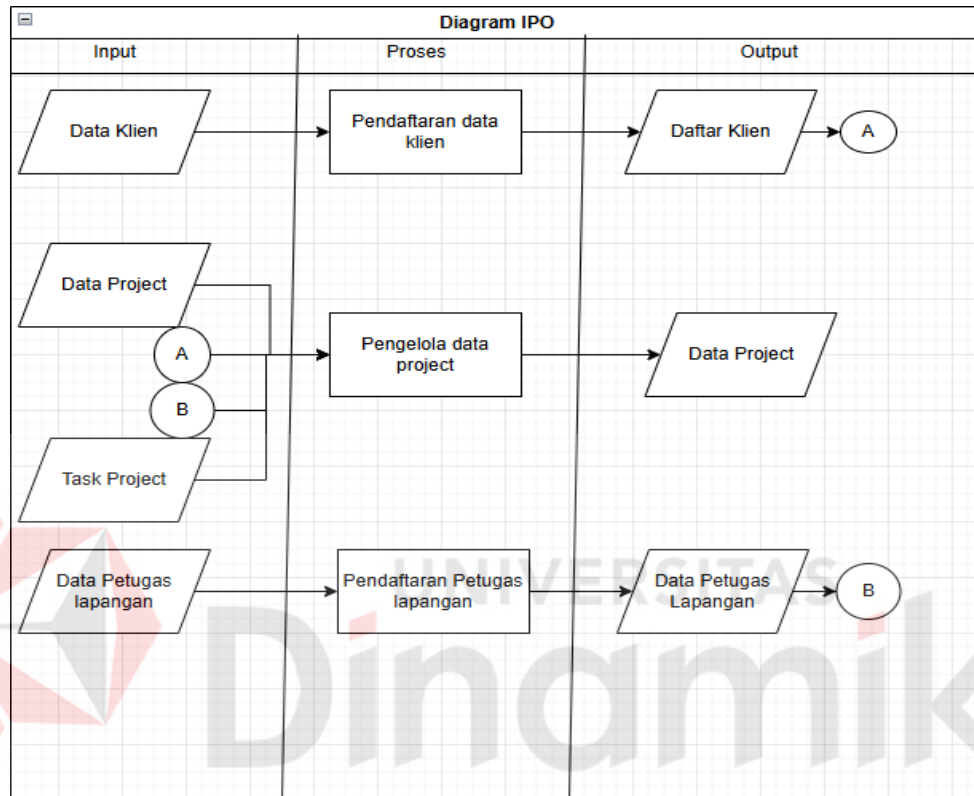 Diagram IPO
Input
Proses
Output
Data Klien
Pendaftaran data
klien
Daftar Klien
A
Data Project
A
B
Task Project
Pengelola data
project
Data Project
Data Petugas
lapangan
Pendaftaran Petugas
lapangan
Data Petugas
Lapangan
B
UNIVERSITAS
Dinamik